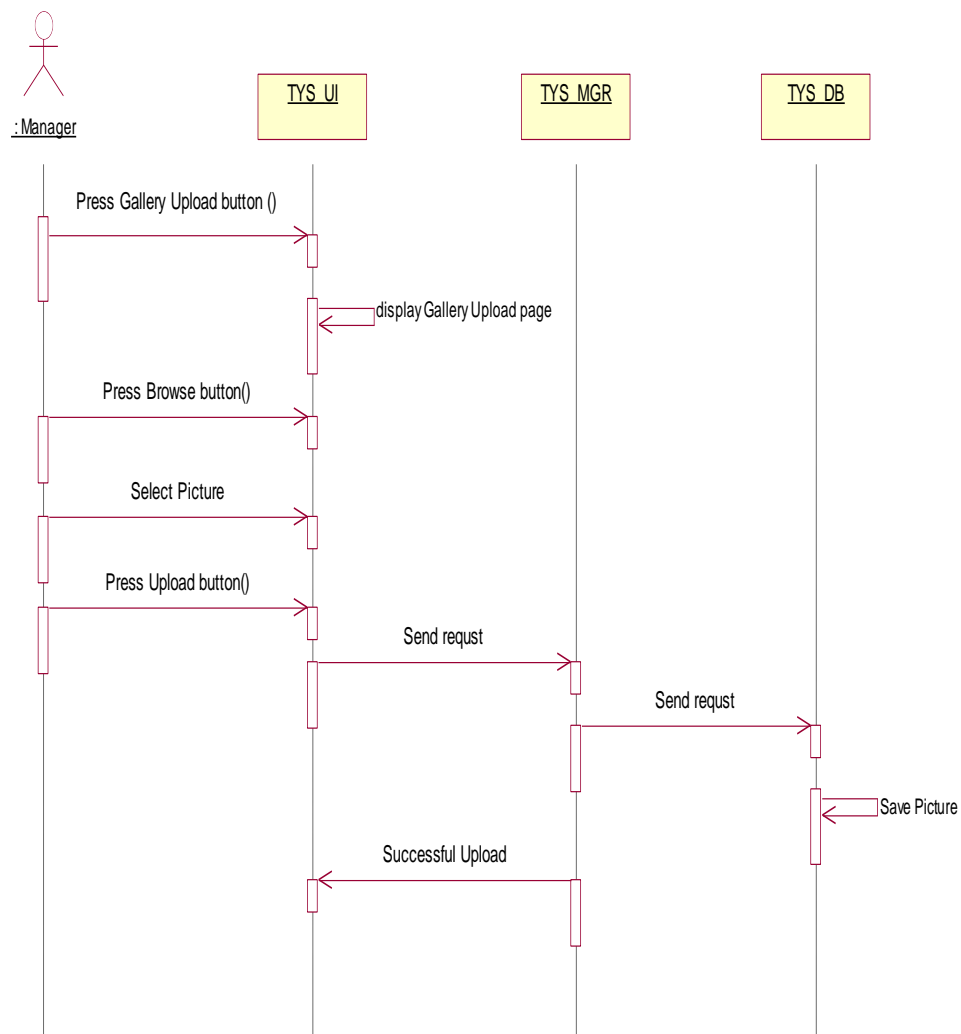 TYS_UI
TYS_MGR
TYS_DB
: Manager
Press Gallery Upload button ()
display Gallery Upload page
Press Browse button()
Select Picture
Press Upload button()
Send requst
Send requst
Save Picture
Successful Upload